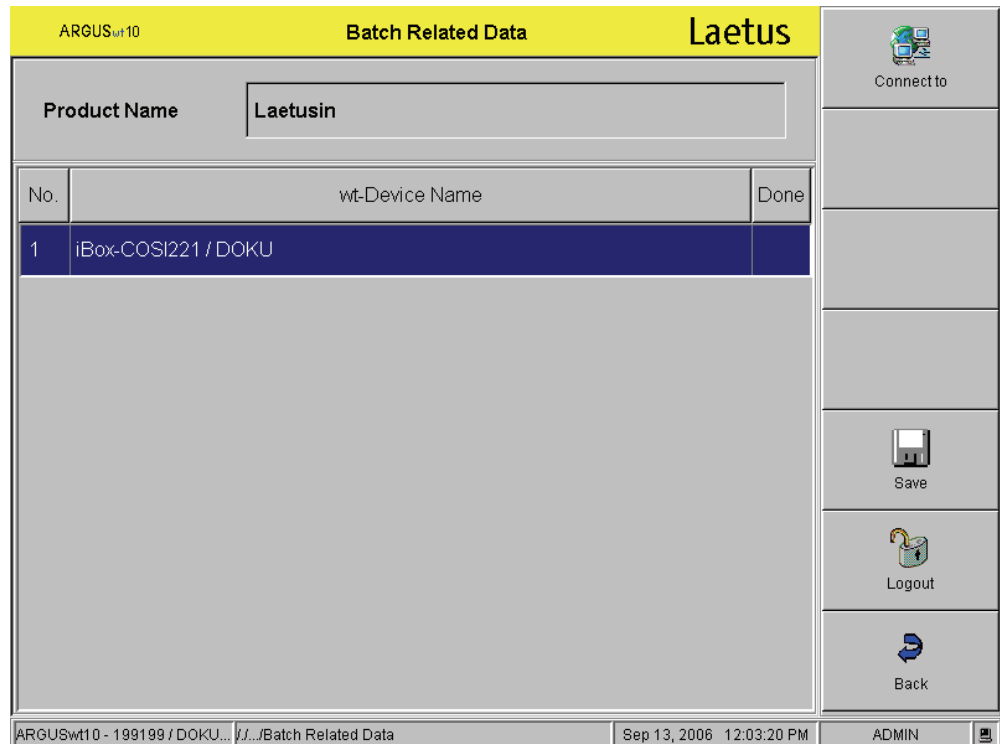 ARGUSwt10 Batch Related Data Laetus
Connect to
Product Name Laetusin
No. wt-Device Name Done
1 iBox-COSI221 / DOKU
Save
Logout
Back
ARGUSwt10 - 199199 / DOKU... /./.../Batch Related Data Sep 13, 2006 12:03:20 PM ADMIN